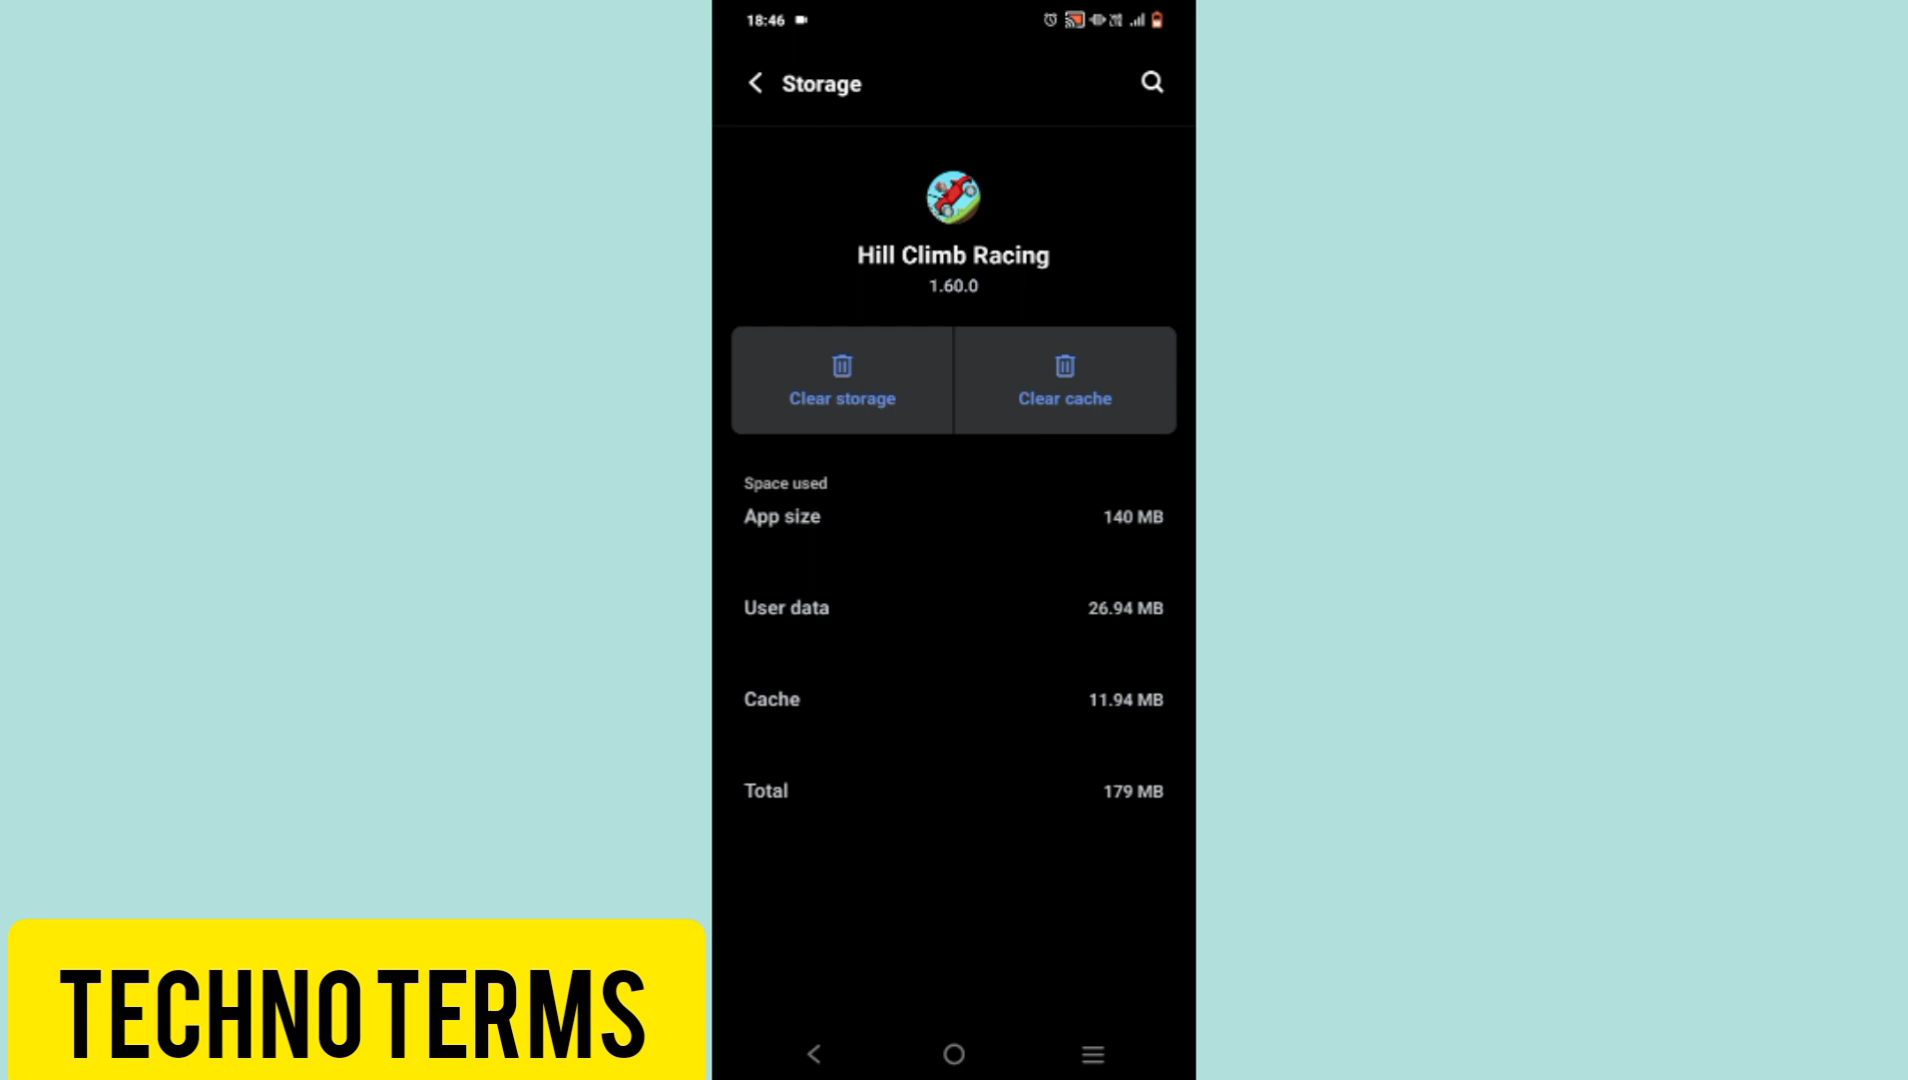 18:46
Storage
Hill Climb Racing
1.60.0
Clear storage
Clear cache
Space used
App size 140 MB
User data 26.94 MB
Cache 11.94 MB
Total 179 MB
TECHNO TERMS